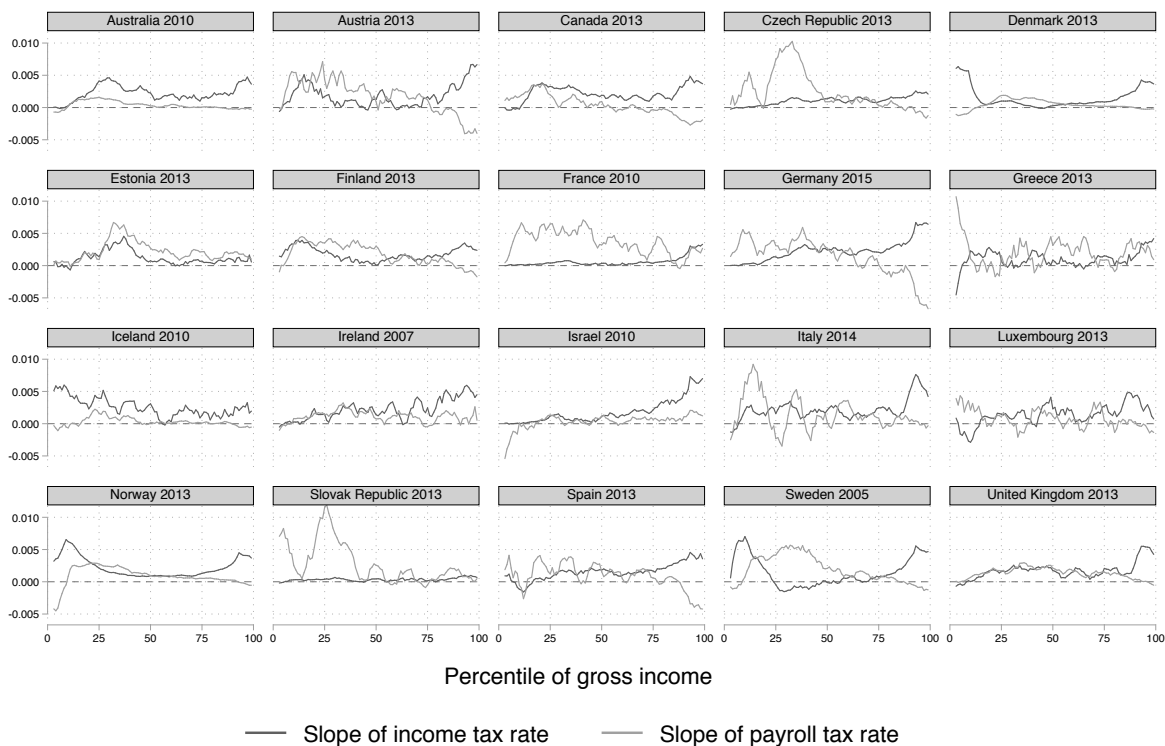 Australia 2010 Austria 2013 Canada 2013 Czech Republic 2013 Denmark 2013
0.010
0.005
0.000
-0.005
Estonia 2013 Finland 2013 France 2010 Germany 2015 Greece 2013
0.010
0.005
0.000
-0.005
Iceland 2010 Ireland 2007 Israel 2010 Italy 2014 Luxembourg 2013
0.010
0.005
0.000
-0.005
Norway 2013 Slovak Republic 2013 Spain 2013 Sweden 2005 United Kingdom 2013
0.010
0.005
0.000
-0.005
0 25 50 75 100 0 25 50 75 100 0 25 50 75 100 0 25 50 75 100 0 25 50 75 100
Percentile of gross income
Slope of income tax rate Slope of payroll tax rate